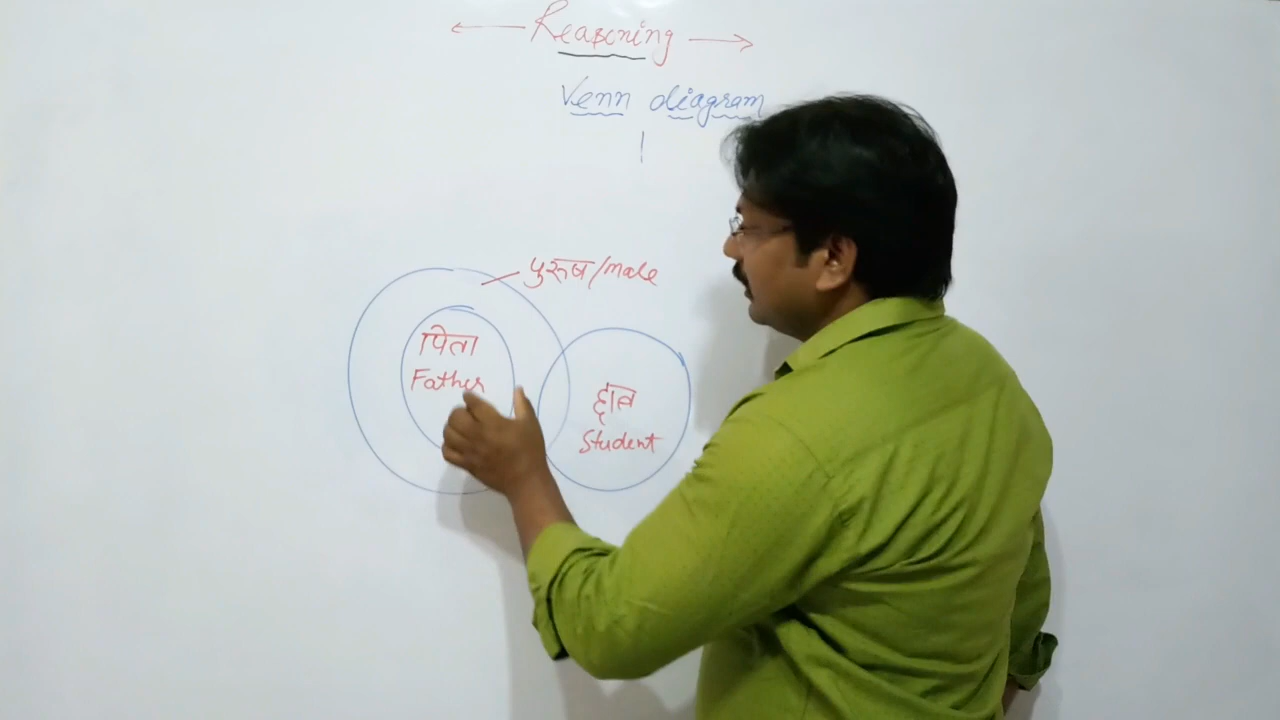 Reasoning
Venn diagram
पुरूष/male
पिता
Father
छात्र
Student